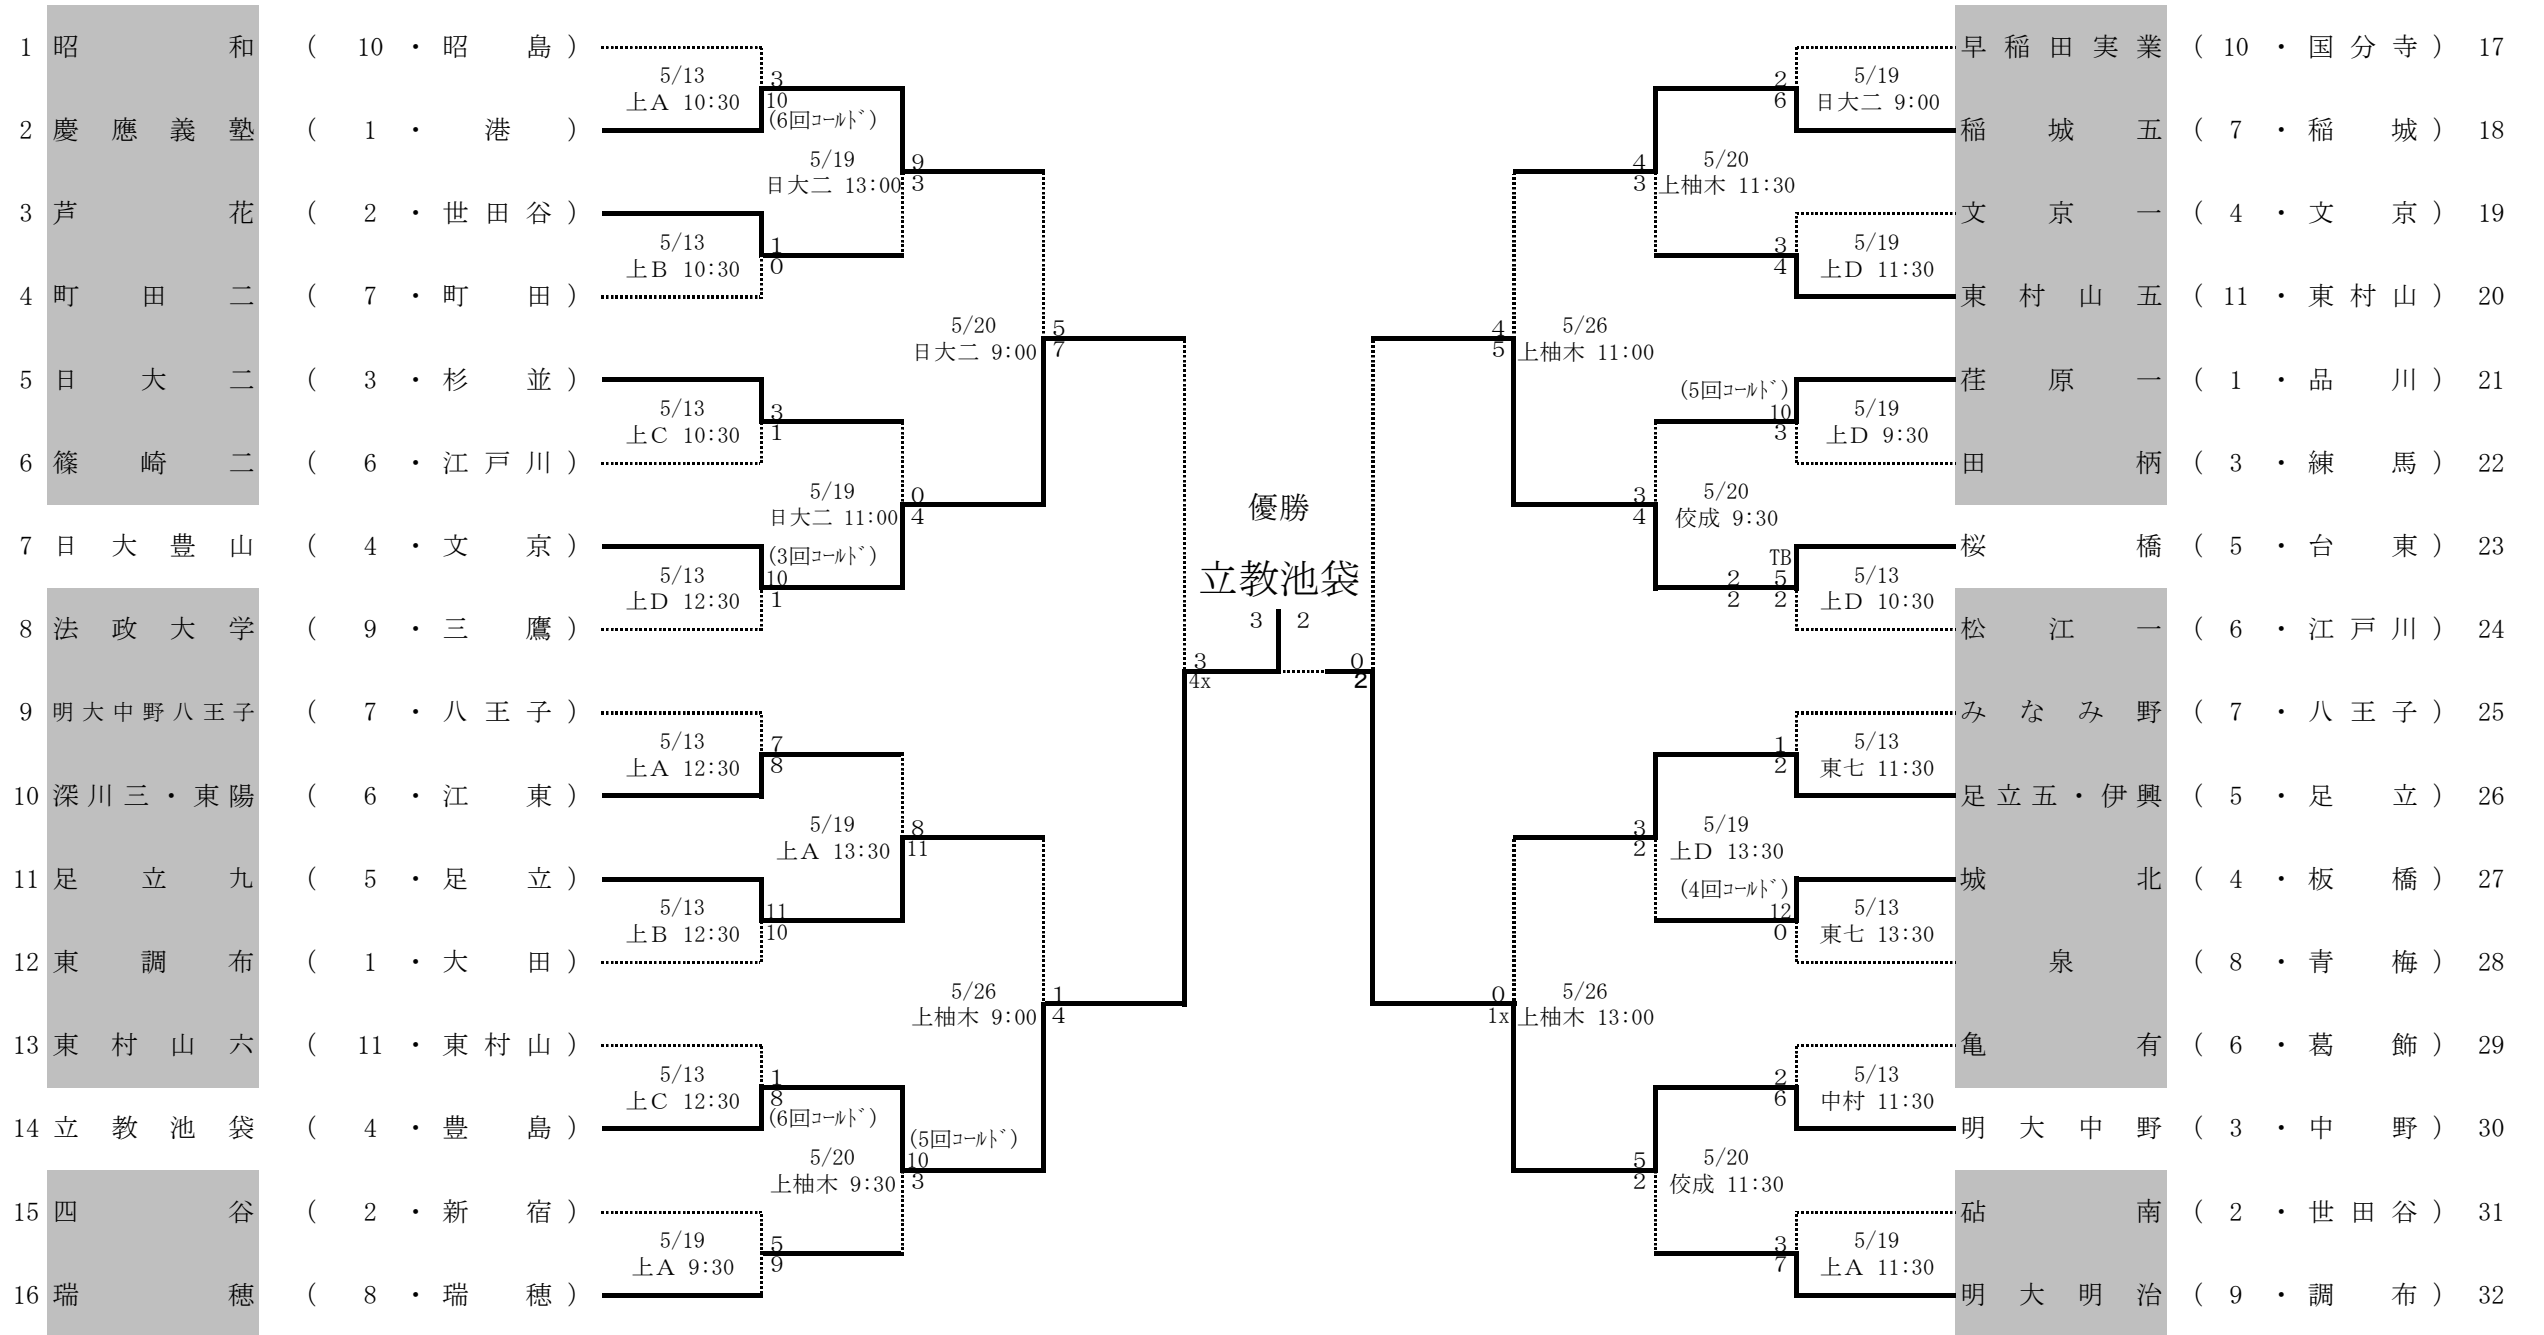 1 昭和 ( 10 ・ 昭島 )
5/13
上A 10:30
3
10
(6回コールド)
2 慶應義塾 ( 1 ・ 港 )
5/19
日大二 13:00
9
3
3 芦花 ( 2 ・ 世田谷 )
5/13
上B 10:30
1
0
4 町田二 ( 7 ・ 町田 )
5/20
日大二 9:00
5
7
5 日大二 ( 3 ・ 杉並 )
5/13
上C 10:30
3
1
6 篠崎二 ( 6 ・ 江戸川 )
5/19
日大二 11:00
0
4
7 日大豊山 ( 4 ・ 文京 )
(3回コールド)
5/13
上D 12:30
10
1
8 法政大学 ( 9 ・ 三鷹 )
3
4x
9 明大中野八王子 ( 7 ・ 八王子 )
5/13
上A 12:30
7
8
10 深川三・東陽 ( 6 ・ 江東 )
5/19
上A 13:30
8
11
11 足立九 ( 5 ・ 足立 )
5/13
上B 12:30
11
10
12 東調布 ( 1 ・ 大田 )
5/26
上柚木 9:00
1
4
13 東村山六 ( 11 ・ 東村山 )
5/13
上C 12:30
1
8
(6回コールド)
14 立教池袋 ( 4 ・ 豊島 )
(5回コールド)
5/20
上柚木 9:30
10
3
15 四谷 ( 2 ・ 新宿 )
5/19
上A 9:30
5
9
16 瑞穂 ( 8 ・ 瑞穂 )
優勝
立教池袋
3 2
早稲田実業 ( 10 ・ 国分寺 ) 17
2
6
5/19
日大二 9:00
稲城五 ( 7 ・ 稲城 ) 18
4
3
5/20
上柚木 11:30
文京一 ( 4 ・ 文京 ) 19
3
4
5/19
上D 11:30
東村山五 ( 11 ・ 東村山 ) 20
4
5
5/26
上柚木 11:00
荏原一 ( 1 ・ 品川 ) 21
(5回コールド)
10
3
5/19
上D 9:30
田柄 ( 3 ・ 練馬 ) 22
3
4
5/20
佼成 9:30
桜橋 ( 5 ・ 台東 ) 23
TB
2 5
2 2
5/13
上D 10:30
松江一 ( 6 ・ 江戸川 ) 24
0
2
みなみ野 ( 7 ・ 八王子 ) 25
1
2
5/13
東七 11:30
足立五・伊興 ( 5 ・ 足立 ) 26
3
2
5/19
上D 13:30
城北 ( 4 ・ 板橋 ) 27
(4回コールド)
12
0
5/13
東七 13:30
泉 ( 8 ・ 青梅 ) 28
0
1x
5/26
上柚木 13:00
亀有 ( 6 ・ 葛飾 ) 29
2
6
5/13
中村 11:30
明大中野 ( 3 ・ 中野 ) 30
5
2
5/20
佼成 11:30
砧南 ( 2 ・ 世田谷 ) 31
3
7
5/19
上A 11:30
明大明治 ( 9 ・ 調布 ) 32